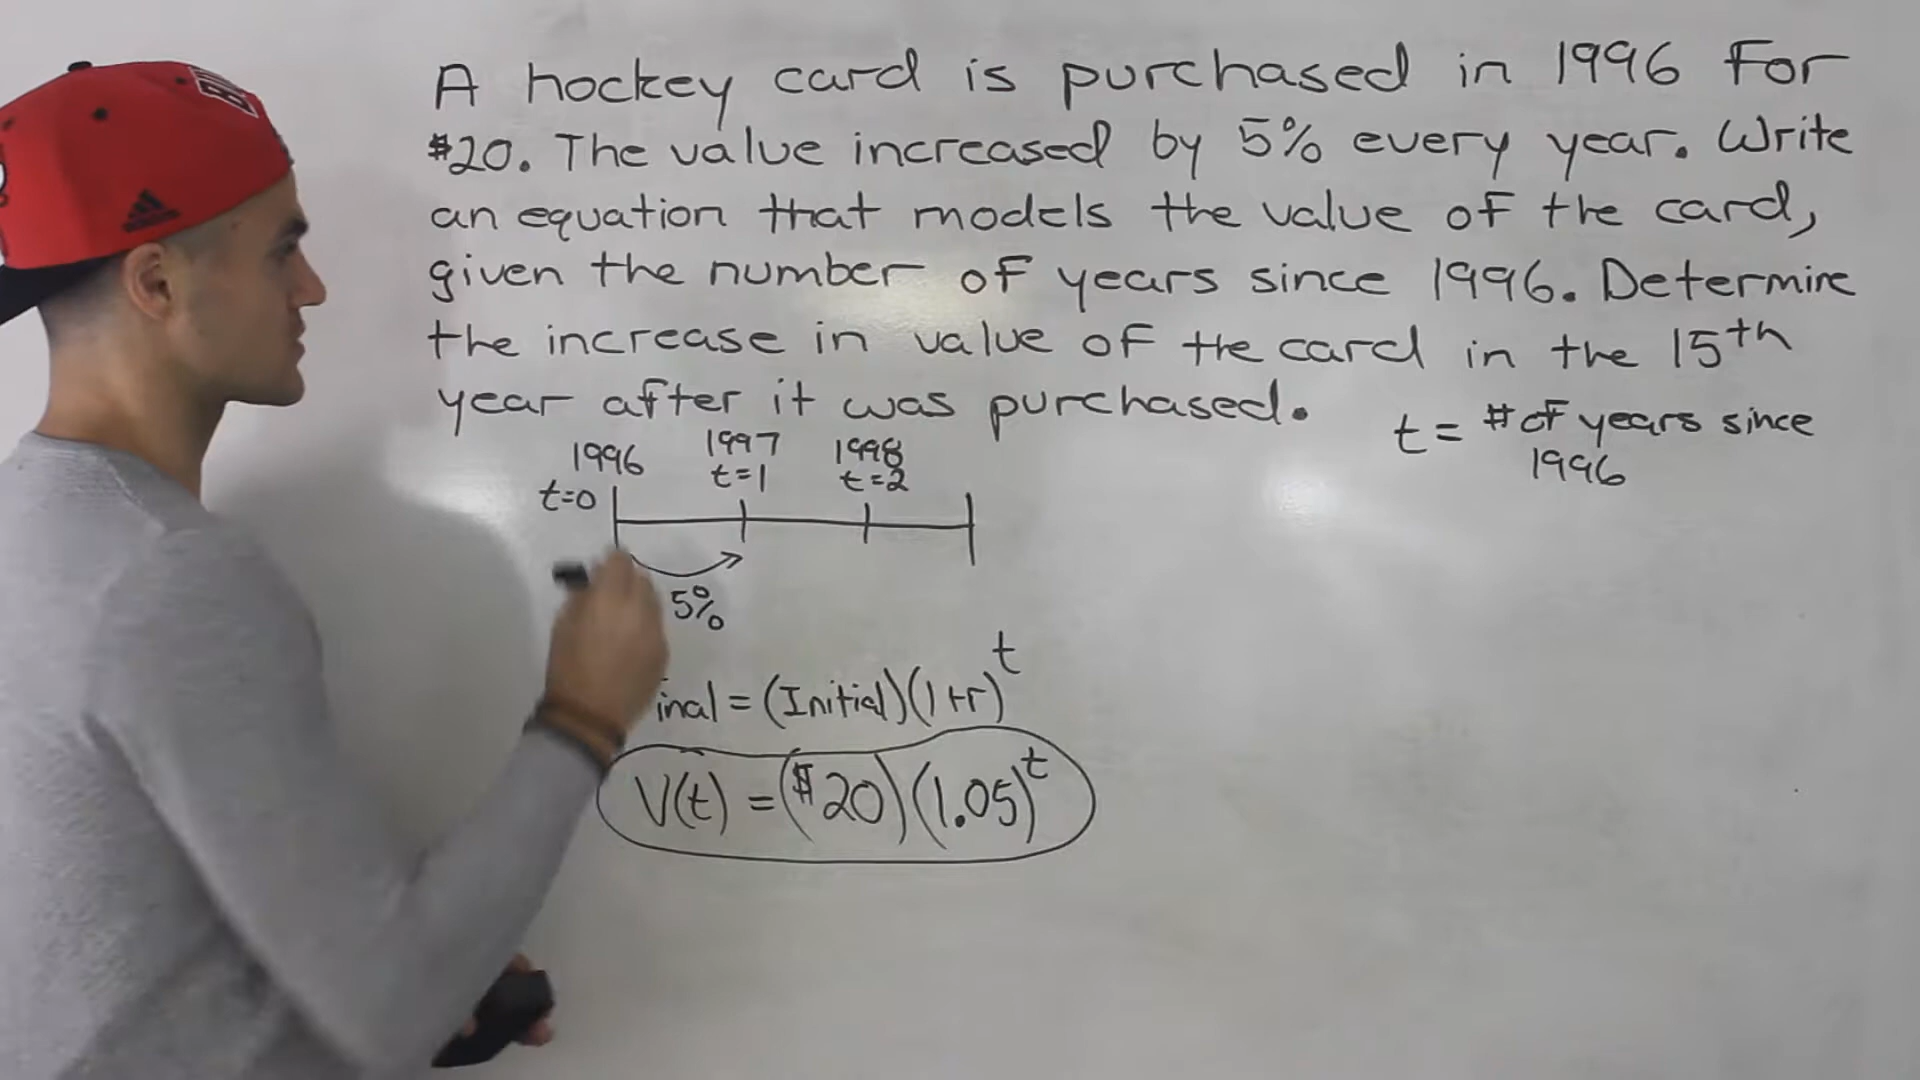 A hockey card is purchased in 1996 for
$20. The value increased by 5% every year. Write
an equation that models the value of the card,
given the number of years since 1996. Determine
the increase in value of the card in the 15th
year after it was purchased.
t = # of years since
1996
1996 1997 1998
t=0 t=1 t=2
5%
inal = (Initial)(1+r)^t
V(t) = ($20)(1.05)^t